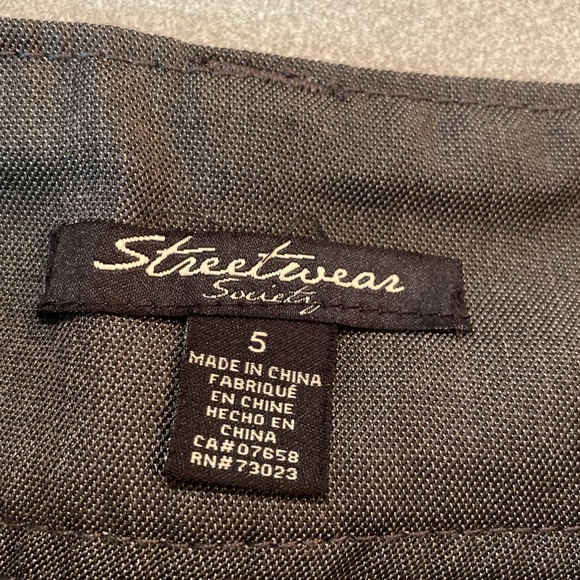 Streetwear
Society
5
MADE IN CHINA
FABRIQUÉ
EN CHINE
HECHO EN
CHINA
CA#07658
RN#73023